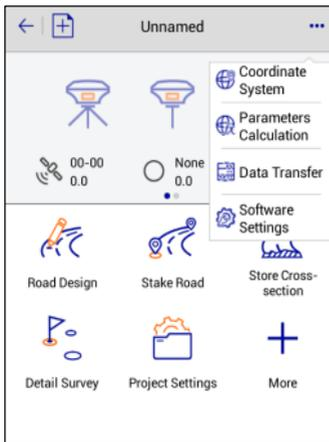 Unnamed
Coordinate
System
Parameters
Calculation
Data Transfer
Software
Settings
00-00
0.0
None
0.0
Road Design
Stake Road
Store Cross-
section
Detail Survey
Project Settings
More